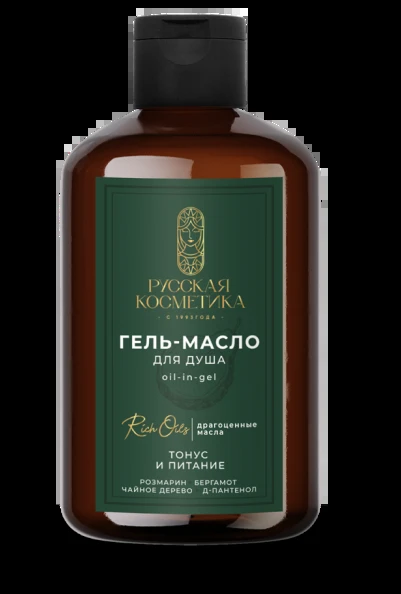 РУССКАЯ
КОСМЕТИКА
- С 1993 ГОДА -
ГЕЛЬ-МАСЛО
ДЛЯ ДУША
oil-in-gel
Rich Oils
драгоценные
масла
ТОНУС
И ПИТАНИЕ
РОЗМАРИН БЕРГАМОТ
ЧАЙНОЕ ДЕРЕВО Д-ПАНТЕНОЛ